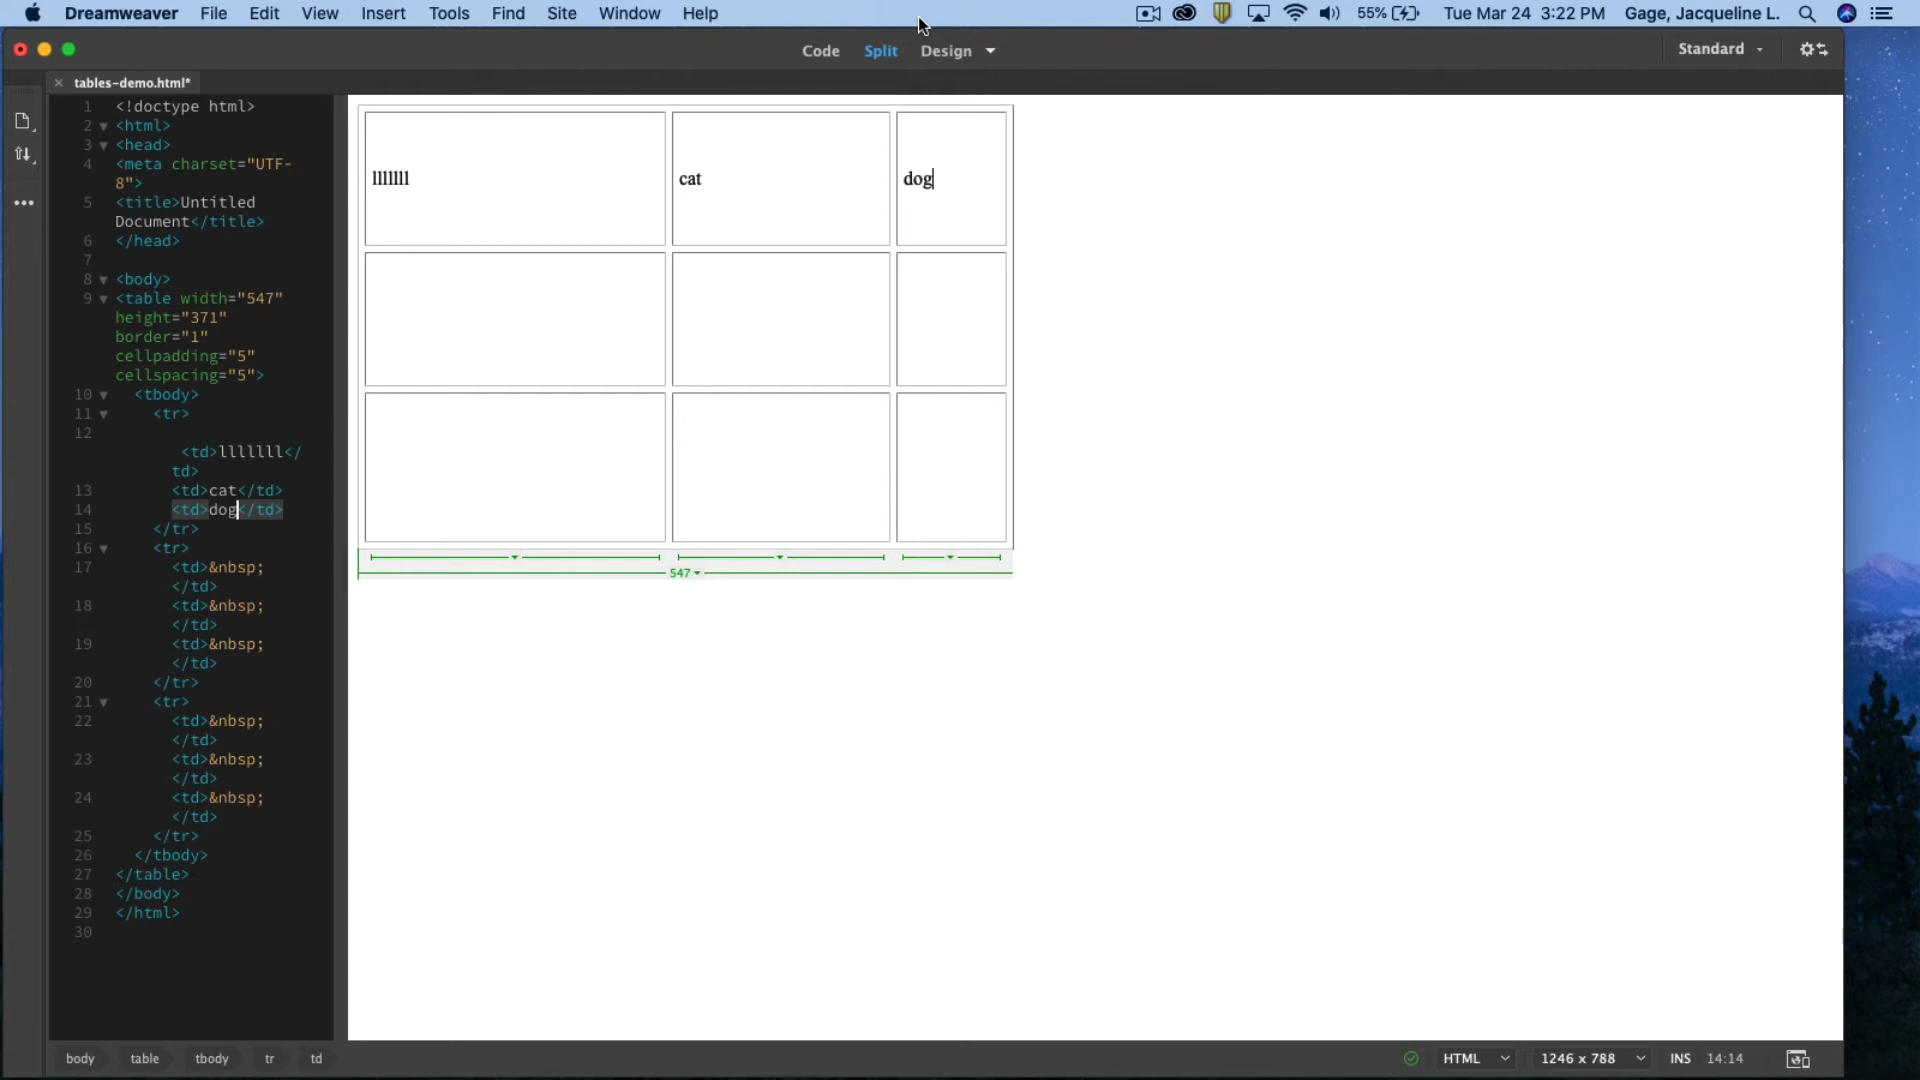 Dreamweaver File Edit View Insert Tools Find Site Window Help 55% Tue Mar 24 3:22 PM Gage, Jacqueline L.
Code Split Design Standard
tables-demo.html*
1 <!doctype html>
2 <html>
3 <head>
4 <meta charset="UTF-
8">
5 <title>Untitled
Document</title>
6 </head>
7
8 <body>
9 <table width="547"
height="371"
border="1"
cellpadding="5"
cellspacing="5">
10 <tbody>
11 <tr>
12
<td>lllllll</
td>
13 <td>cat</td>
14 <td>dog</td>
15 </tr>
16 <tr>
17 <td>&nbsp;
</td>
18 <td>&nbsp;
</td>
19 <td>&nbsp;
</td>
20 </tr>
21 <tr>
22 <td>&nbsp;
</td>
23 <td>&nbsp;
</td>
24 <td>&nbsp;
</td>
25 </tr>
26 </tbody>
27 </table>
28 </body>
29 </html>
30
lllllll cat dog
547
body table tbody tr td HTML 1246 x 788 INS 14:14